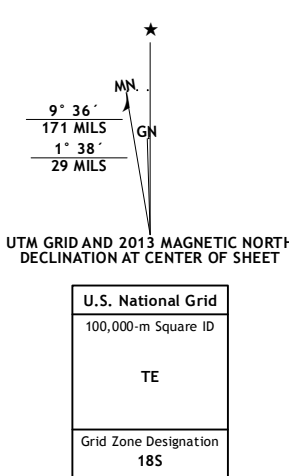 ★
MN
9° 36´
171 MILS
GN
1° 38´
29 MILS
UTM GRID AND 2013 MAGNETIC NORTH
DECLINATION AT CENTER OF SHEET
U.S. National Grid
100,000-m Square ID
TE
Grid Zone Designation
18S